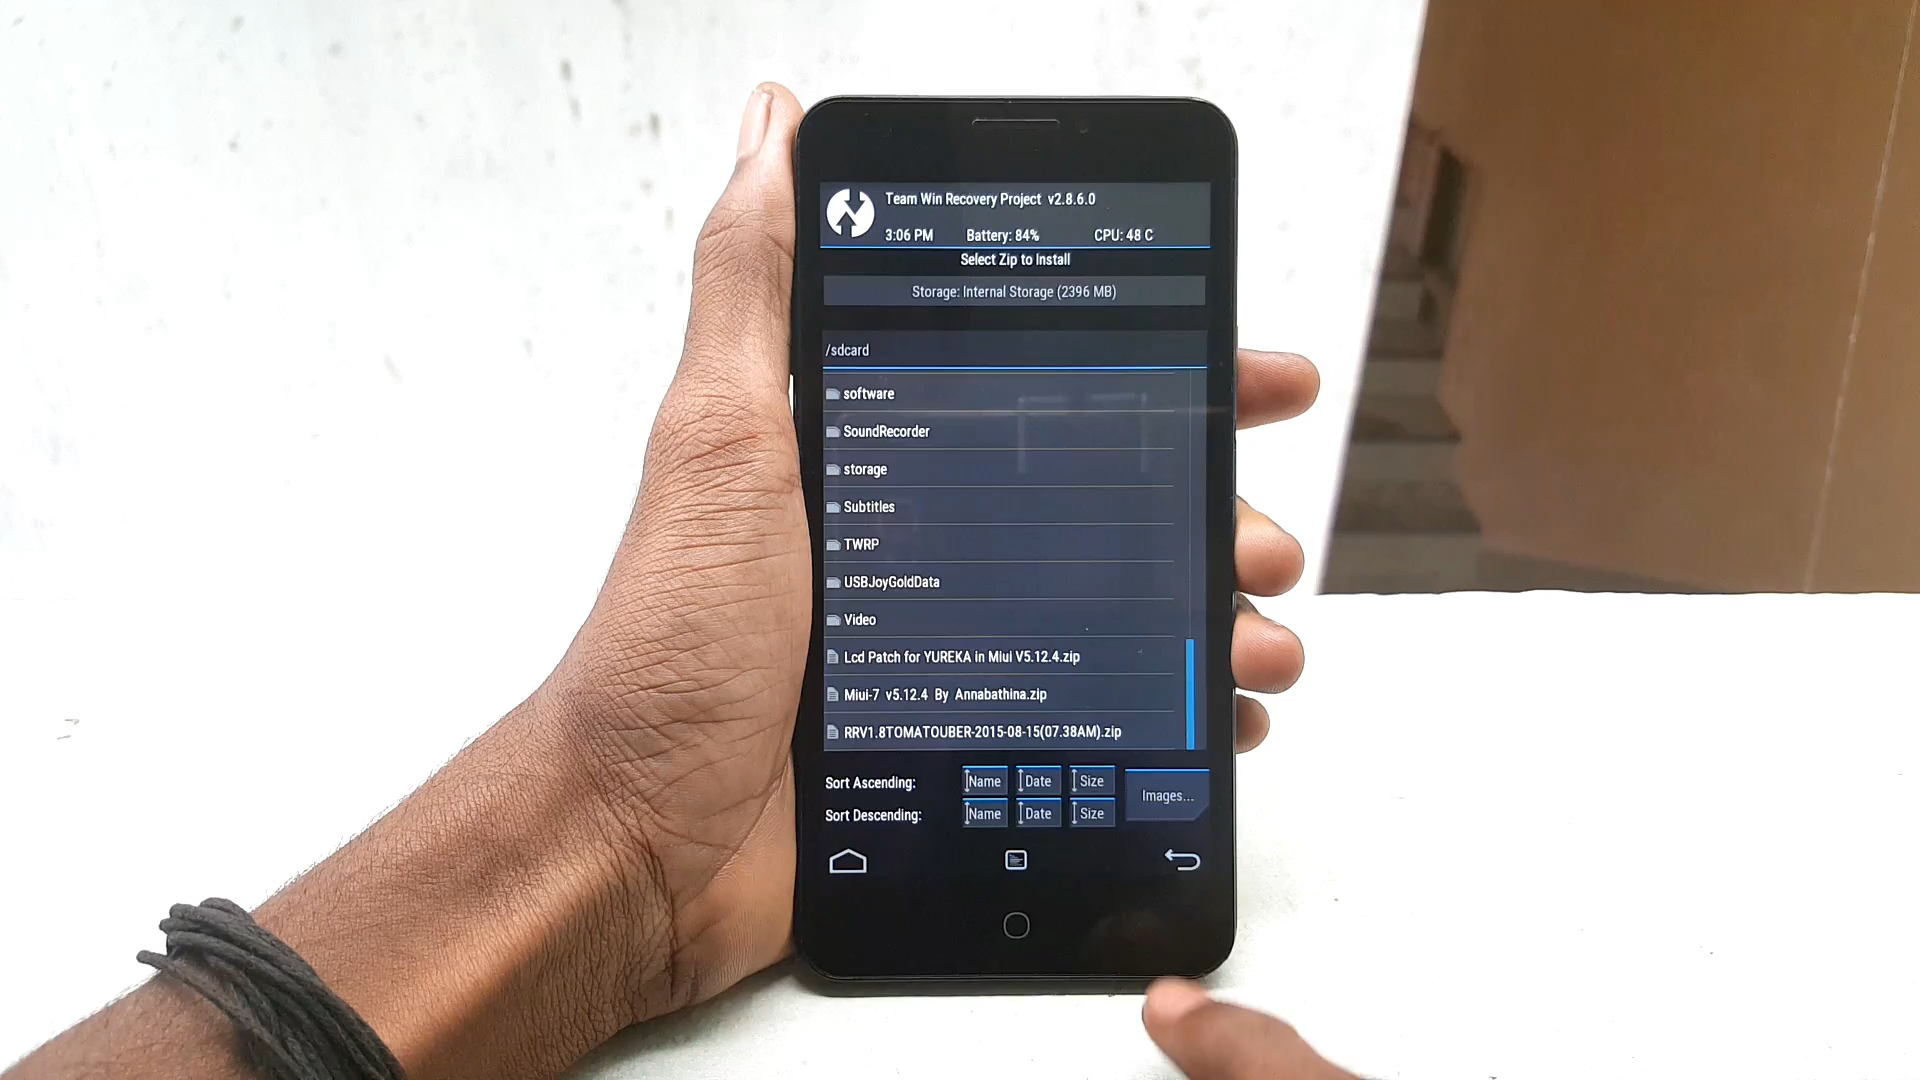 Team Win Recovery Project v2.8.6.0
3:06 PM Battery: 84% CPU: 48 C
Select Zip to Install
Storage: Internal Storage (2396 MB)
/sdcard
software
SoundRecorder
storage
Subtitles
TWRP
USBJoyGoldData
Video
Lcd Patch for YUREKA in Miui V5.12.4.zip
Miui-7 v5.12.4 By Annabathina.zip
RRV1.8TOMATOUBER-2015-08-15(07.38AM).zip
Sort Ascending: Name Date Size
Images...
Sort Descending: Name Date Size